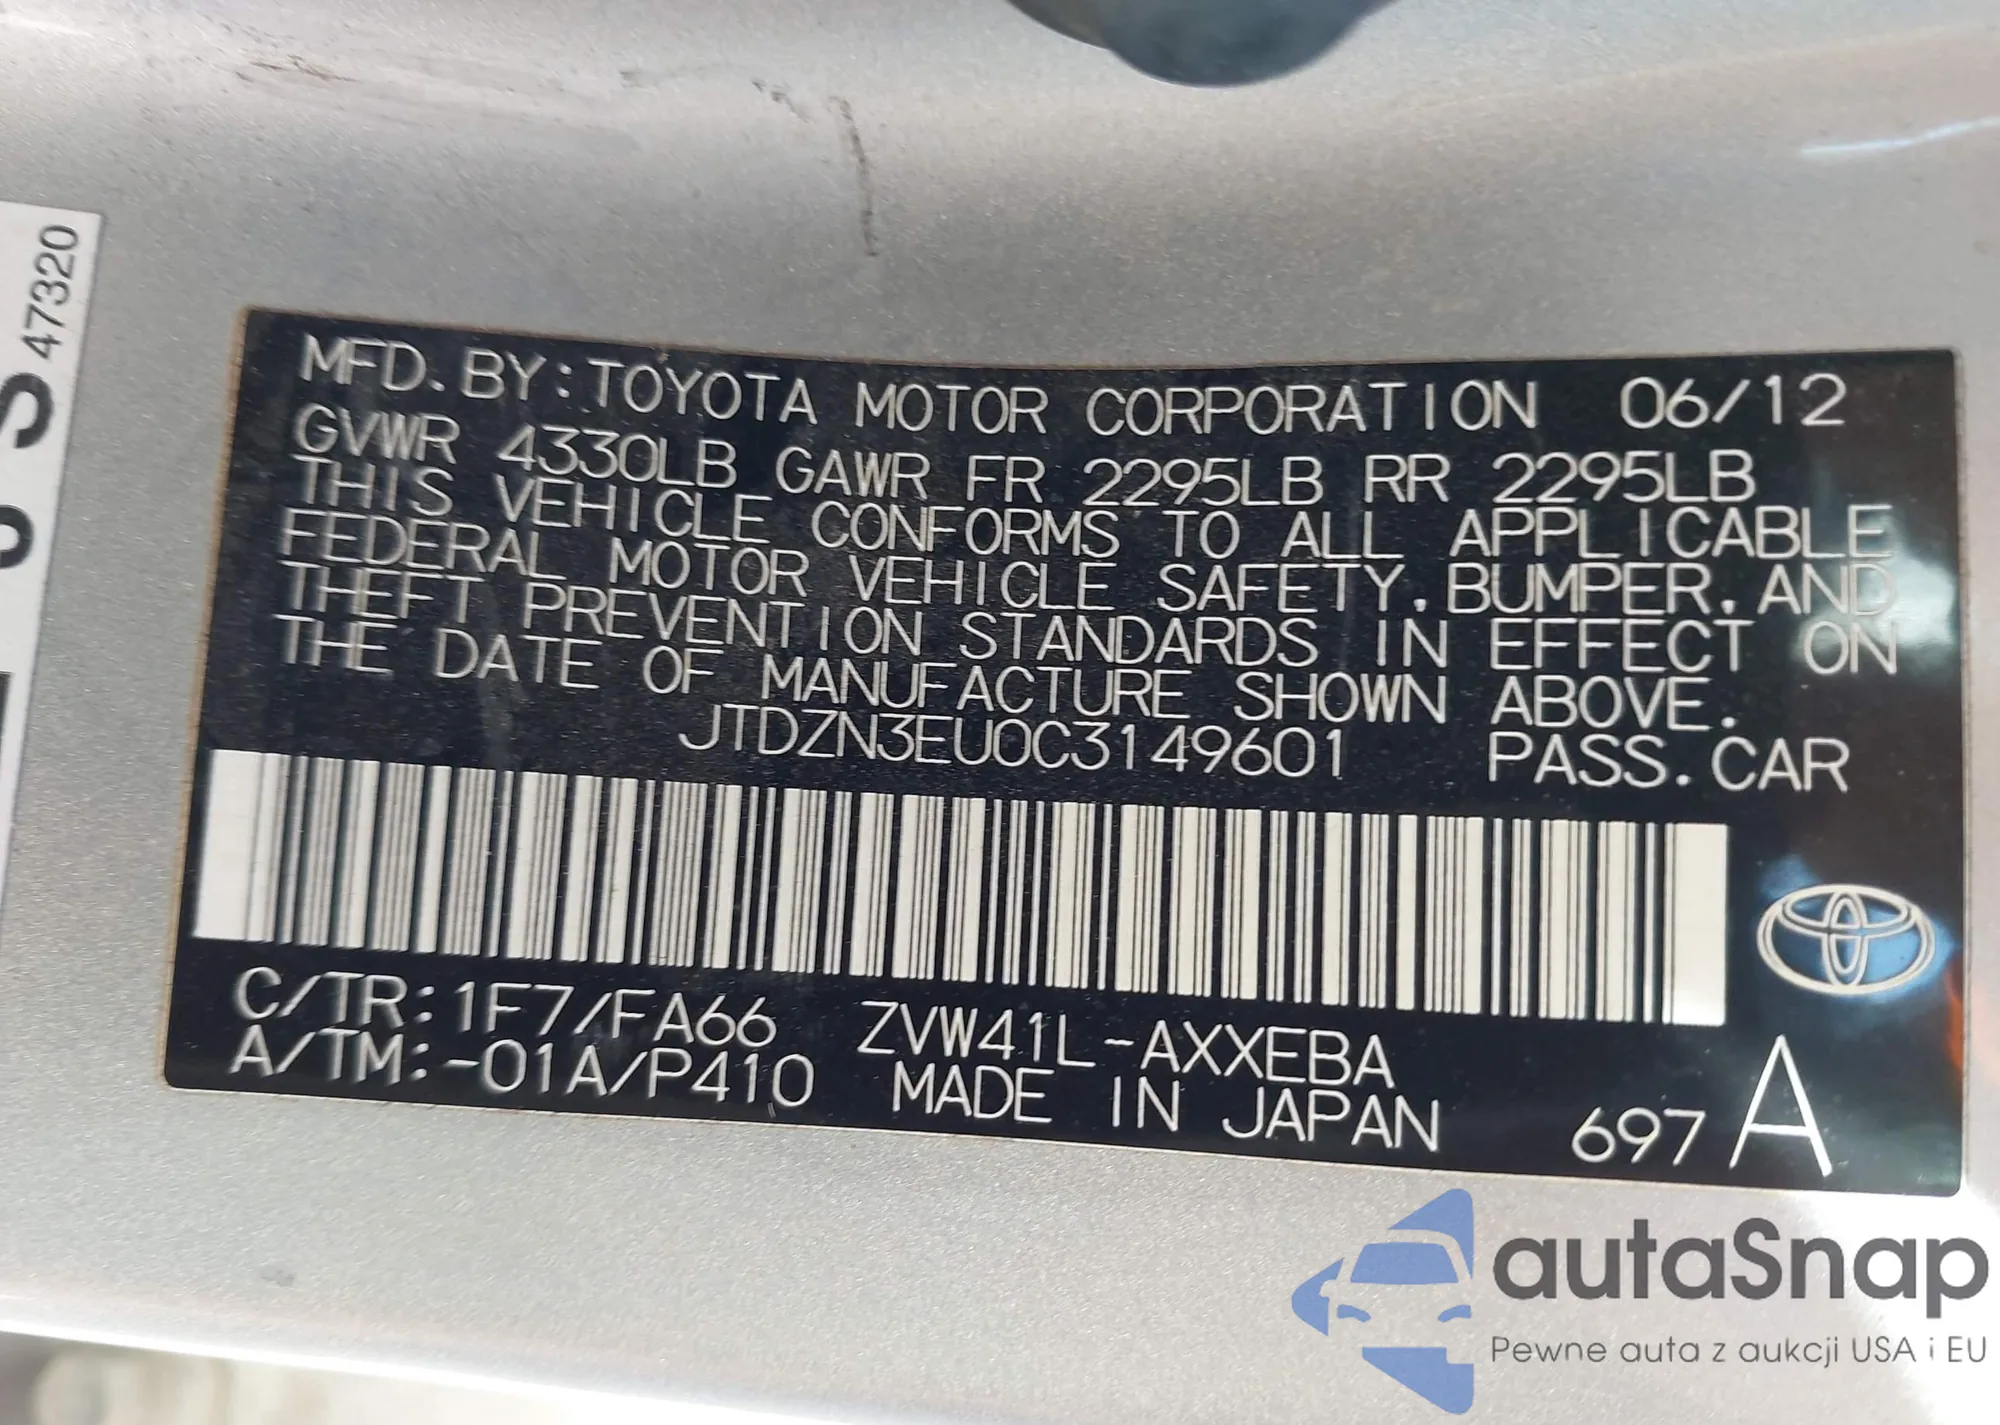 47320
S
MFD. BY: TOYOTA MOTOR CORPORATION 06/12
GVWR 4330LB GAWR FR 2295LB RR 2295LB
THIS VEHICLE CONFORMS TO ALL APPLICABLE
FEDERAL MOTOR VEHICLE SAFETY, BUMPER, AND
THEFT PREVENTION STANDARDS IN EFFECT ON
THE DATE OF MANUFACTURE SHOWN ABOVE.
JTDZN3EU0C3149601 PASS. CAR
C/TR: 1F7/FA66 ZVW41L-AXXEBA
A/TM: -01A/P410 MADE IN JAPAN 697 A
autaSnap
Pewne auta z aukcji USA i EU